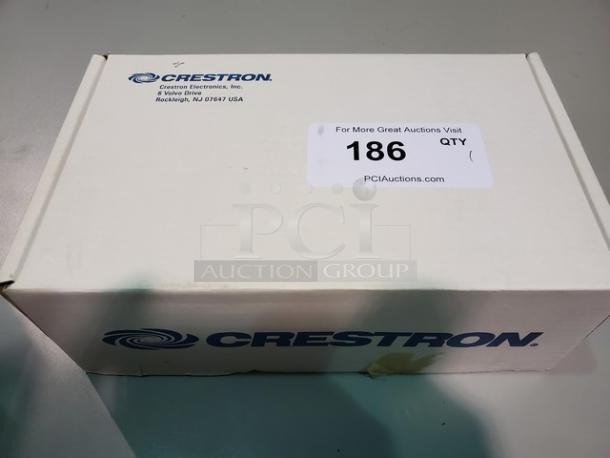 CRESTRON.
Crestron Electronics, Inc.
6 Volvo Drive
Rockleigh, NJ 07647 USA
For More Great Auctions Visit
186 QTY
PCIAuctions.com
PCI
AUCTION GROUP
CRESTRON.